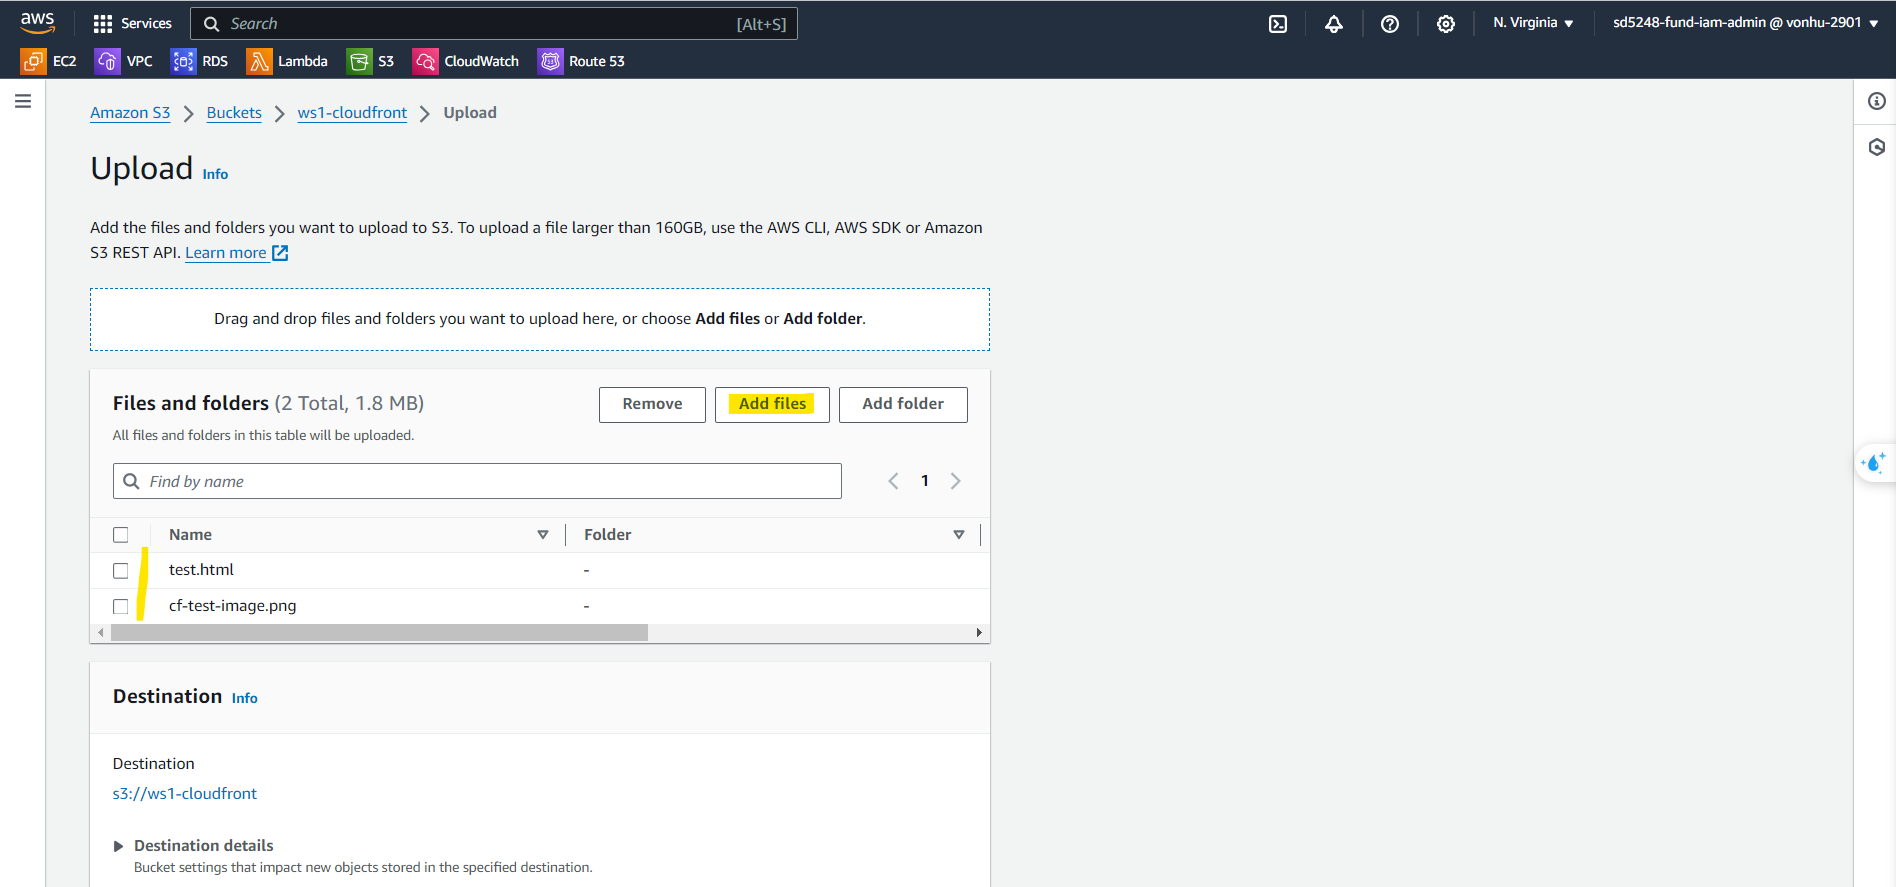 aws
Services
Search
[Alt+S]
N. Virginia
sd5248-fund-iam-admin @ vonhu-2901
EC2
VPC
RDS
Lambda
S3
CloudWatch
Route 53
Amazon S3
Buckets
ws1-cloudfront
Upload
Upload Info
Add the files and folders you want to upload to S3. To upload a file larger than 160GB, use the AWS CLI, AWS SDK or Amazon
S3 REST API. Learn more
Drag and drop files and folders you want to upload here, or choose Add files or Add folder.
Files and folders (2 Total, 1.8 MB)
Remove
Add files
Add folder
All files and folders in this table will be uploaded.
Find by name
1
Name
Folder
test.html
-
cf-test-image.png
-
Destination Info
Destination
s3://ws1-cloudfront
Destination details
Bucket settings that impact new objects stored in the specified destination.